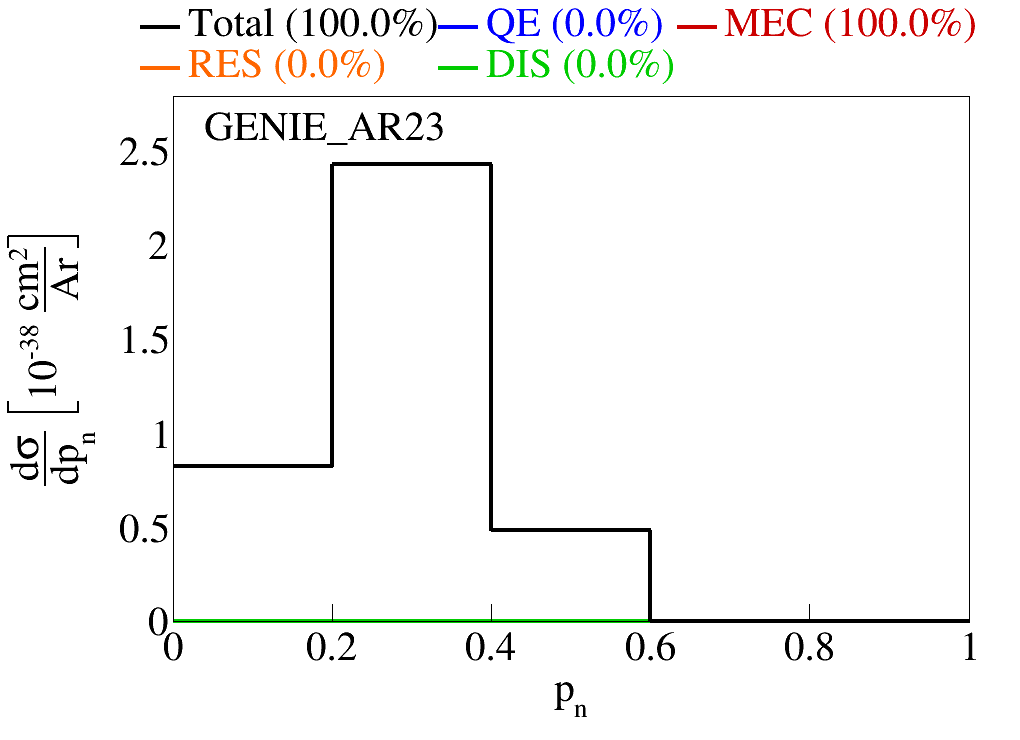 Total (100.0%) QE (0.0%) MEC (100.0%)
RES (0.0%) DIS (0.0%)
GENIE_AR23
2.5
2
1.5
1
0.5
0
dσ/dpₙ [10⁻³⁸ cm²/Ar]
0 0.2 0.4 0.6 0.8 1
pₙ